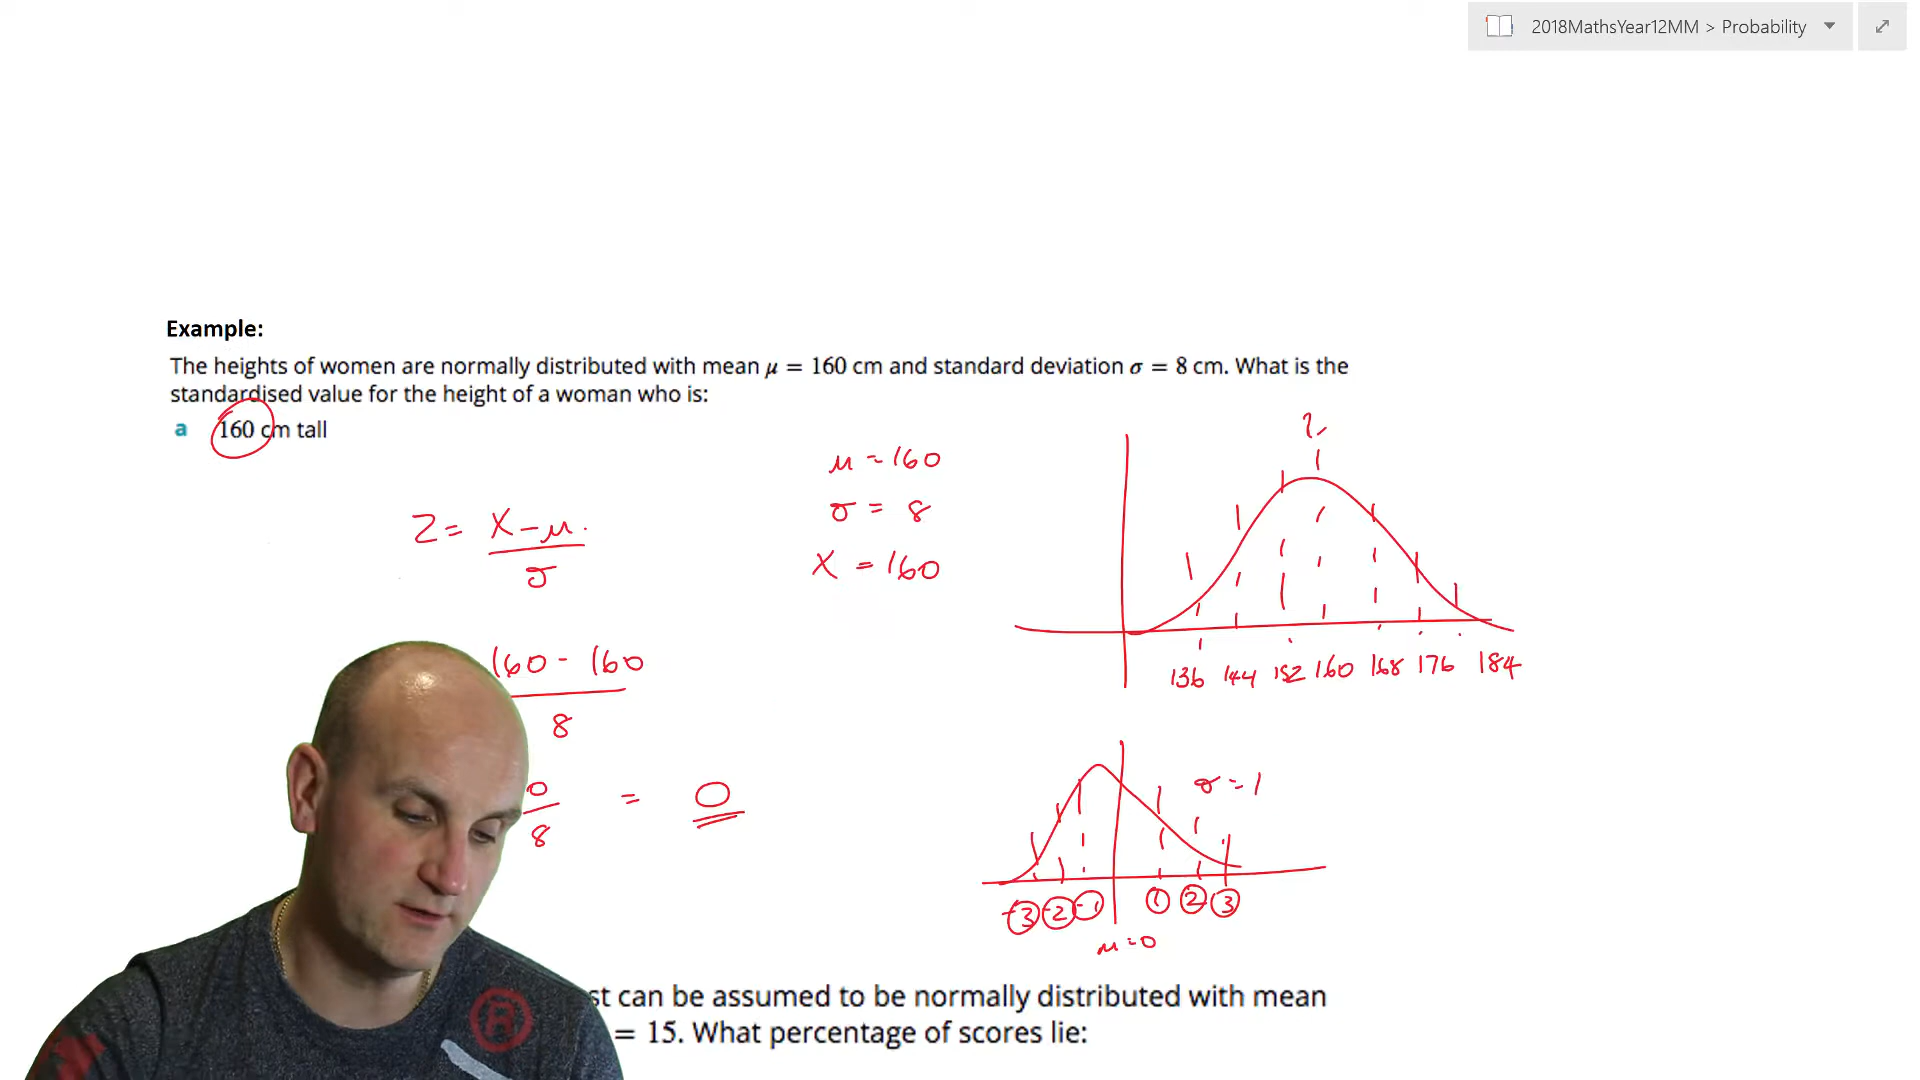 2018MathsYear12MM > Probability
Example:
The heights of women are normally distributed with mean μ = 160 cm and standard deviation σ = 8 cm. What is the
standardised value for the height of a woman who is:
a 160 cm tall
μ = 160
σ = 8
X = 160
Z = X - μ
σ
160 - 160
8
0
8
= 0
136 144 152 160 168 176 184
σ = 1
-3 -2 -1 1 2 3
μ = 0
st can be assumed to be normally distributed with mean
= 15. What percentage of scores lie:
R